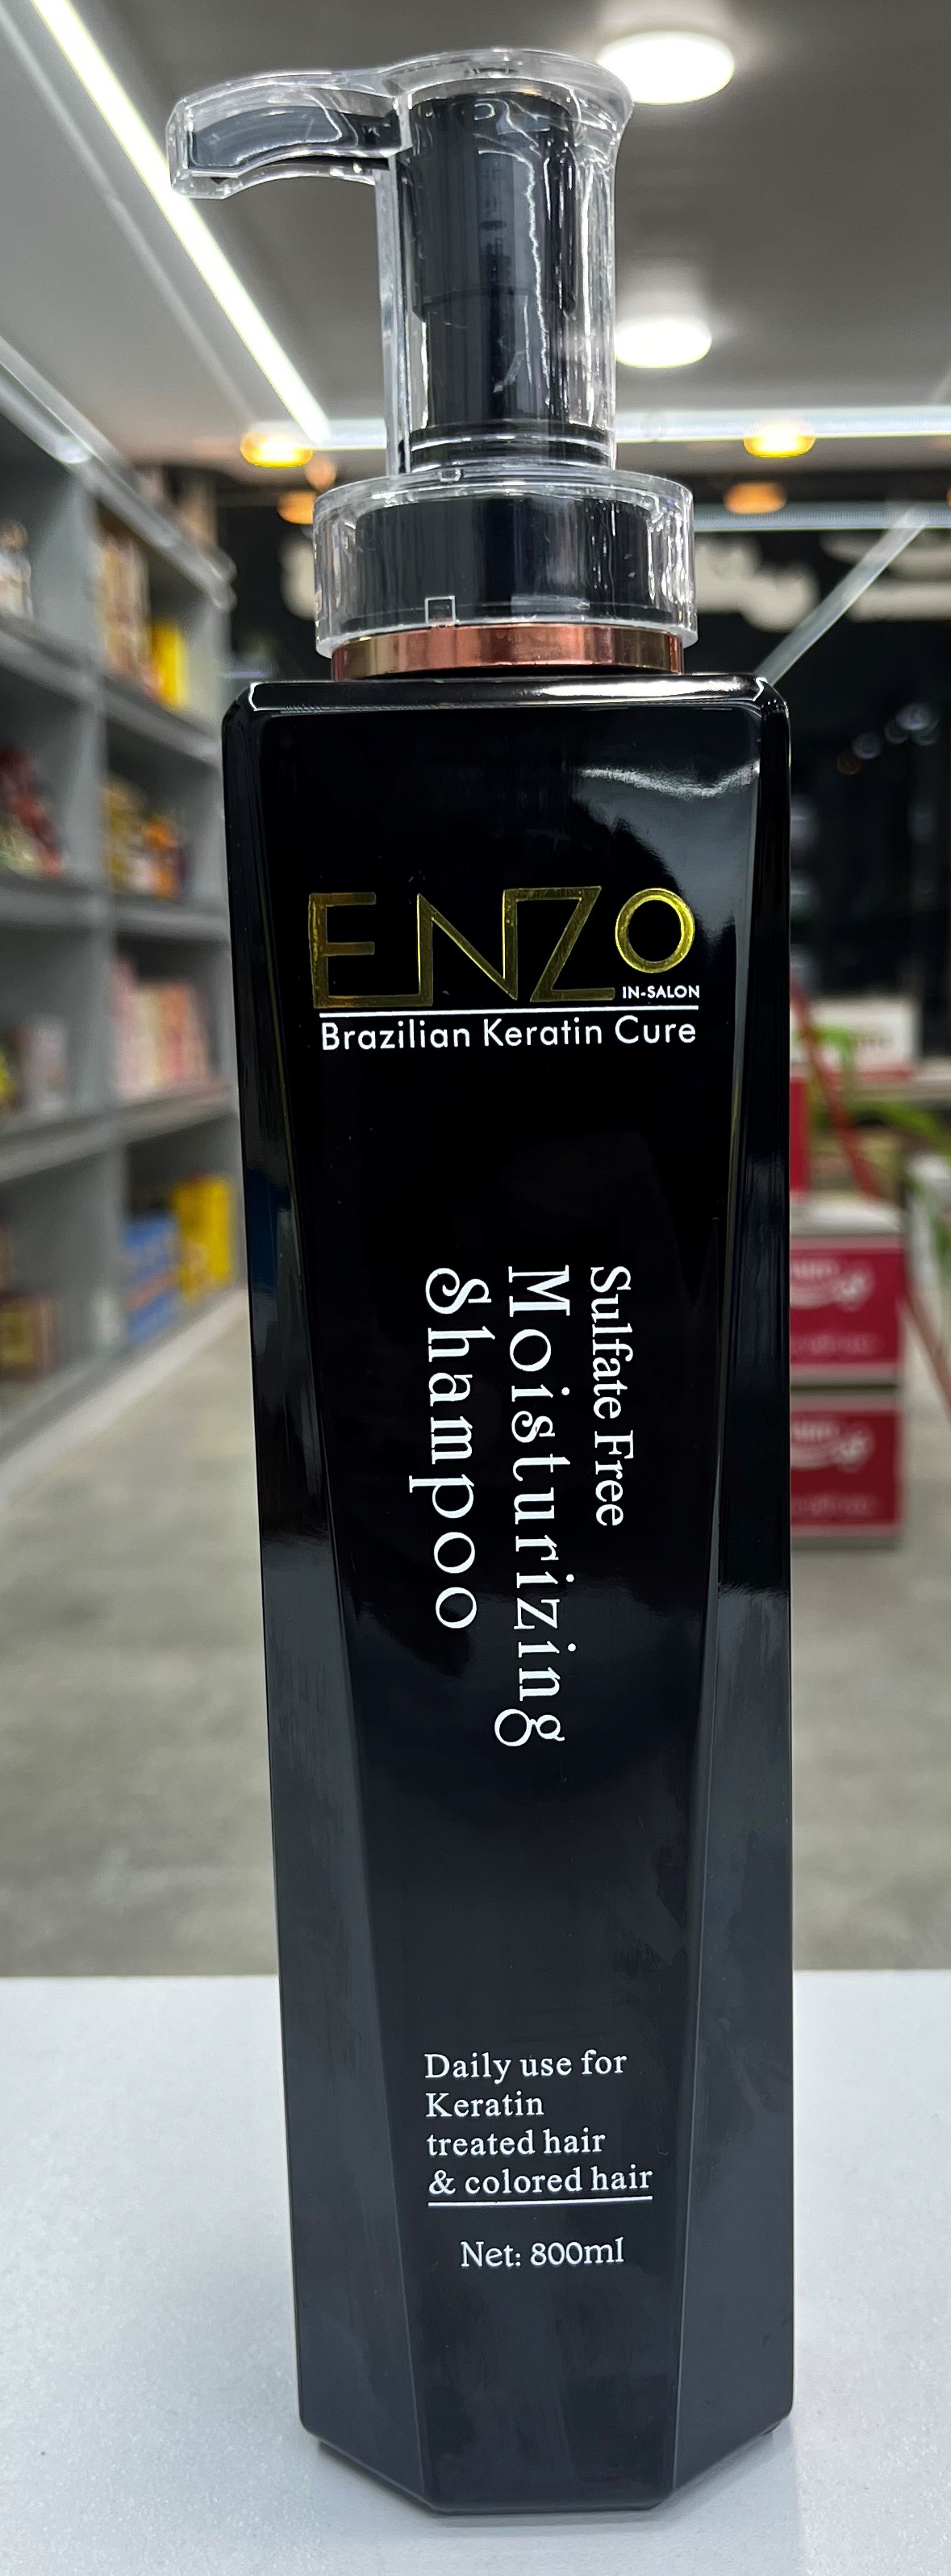 ENZO
IN-SALON
Brazilian Keratin Cure
Sulfate Free
Moisturizing
Shampoo
Daily use for
Keratin
treated hair
& colored hair
Net: 800ml